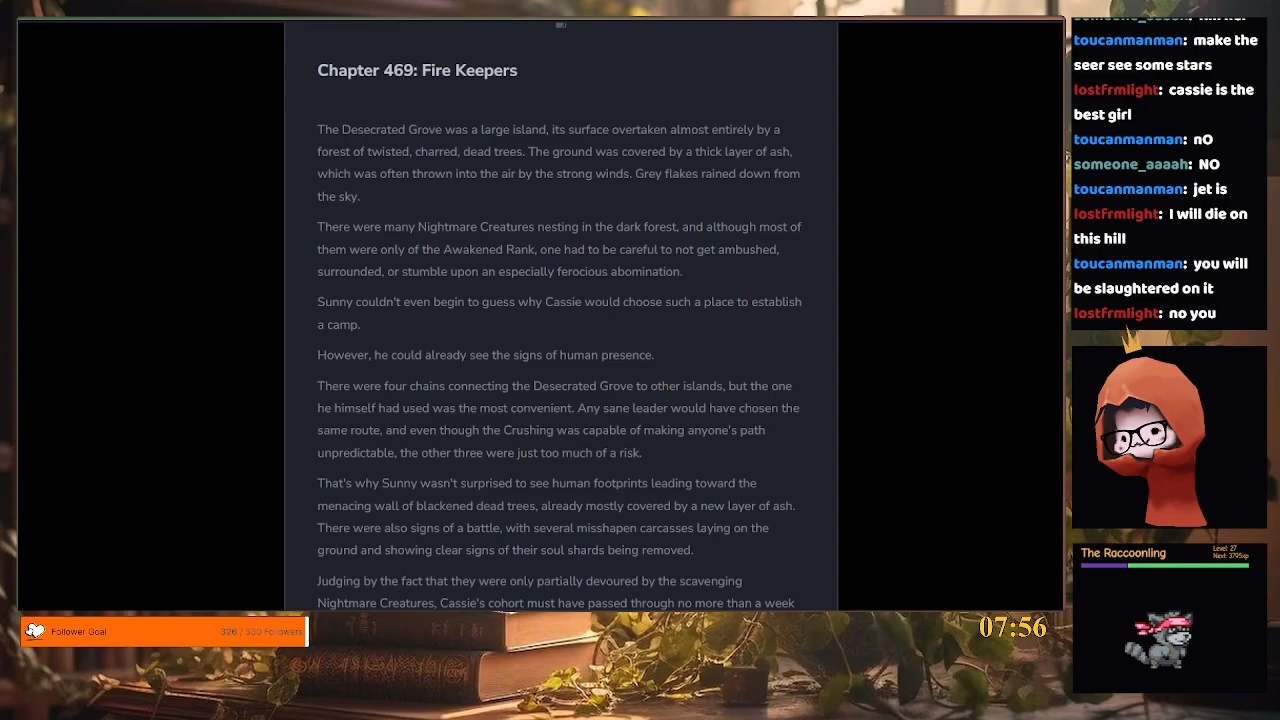 Chapter 469: Fire Keepers
The Desecrated Grove was a large island, its surface overtaken almost entirely by a
forest of twisted, charred, dead trees. The ground was covered by a thick layer of ash,
which was often thrown into the air by the strong winds. Grey flakes rained down from
the sky.
There were many Nightmare Creatures nesting in the dark forest, and although most of
them were only of the Awakened Rank, one had to be careful to not get ambushed,
surrounded, or stumble upon an especially ferocious abomination.
Sunny couldn't even begin to guess why Cassie would choose such a place to establish
a camp.
However, he could already see the signs of human presence.
There were four chains connecting the Desecrated Grove to other islands, but the one
he himself had used was the most convenient. Any sane leader would have chosen the
same route, and even though the Crushing was capable of making anyone's path
unpredictable, the other three were just too much of a risk.
That's why Sunny wasn't surprised to see human footprints leading toward the
menacing wall of blackened dead trees, already mostly covered by a new layer of ash.
There were also signs of a battle, with several misshapen carcasses laying on the
ground and showing clear signs of their soul shards being removed.
Judging by the fact that they were only partially devoured by the scavenging
Nightmare Creatures, Cassie's cohort must have passed through no more than a week
toucanmanman: make the
seer see some stars
lostfrmlight: cassie is the
best girl
toucanmanman: nO
someone_aaaah: NO
toucanmanman: jet is
lostfrmlight: I will die on
this hill
toucanmanman: you will
be slaughtered on it
lostfrmlight: no you
The Raccoonling
Level: 27
Next: 3795xp
Follower Goal
326 / 330 Followers
07:56